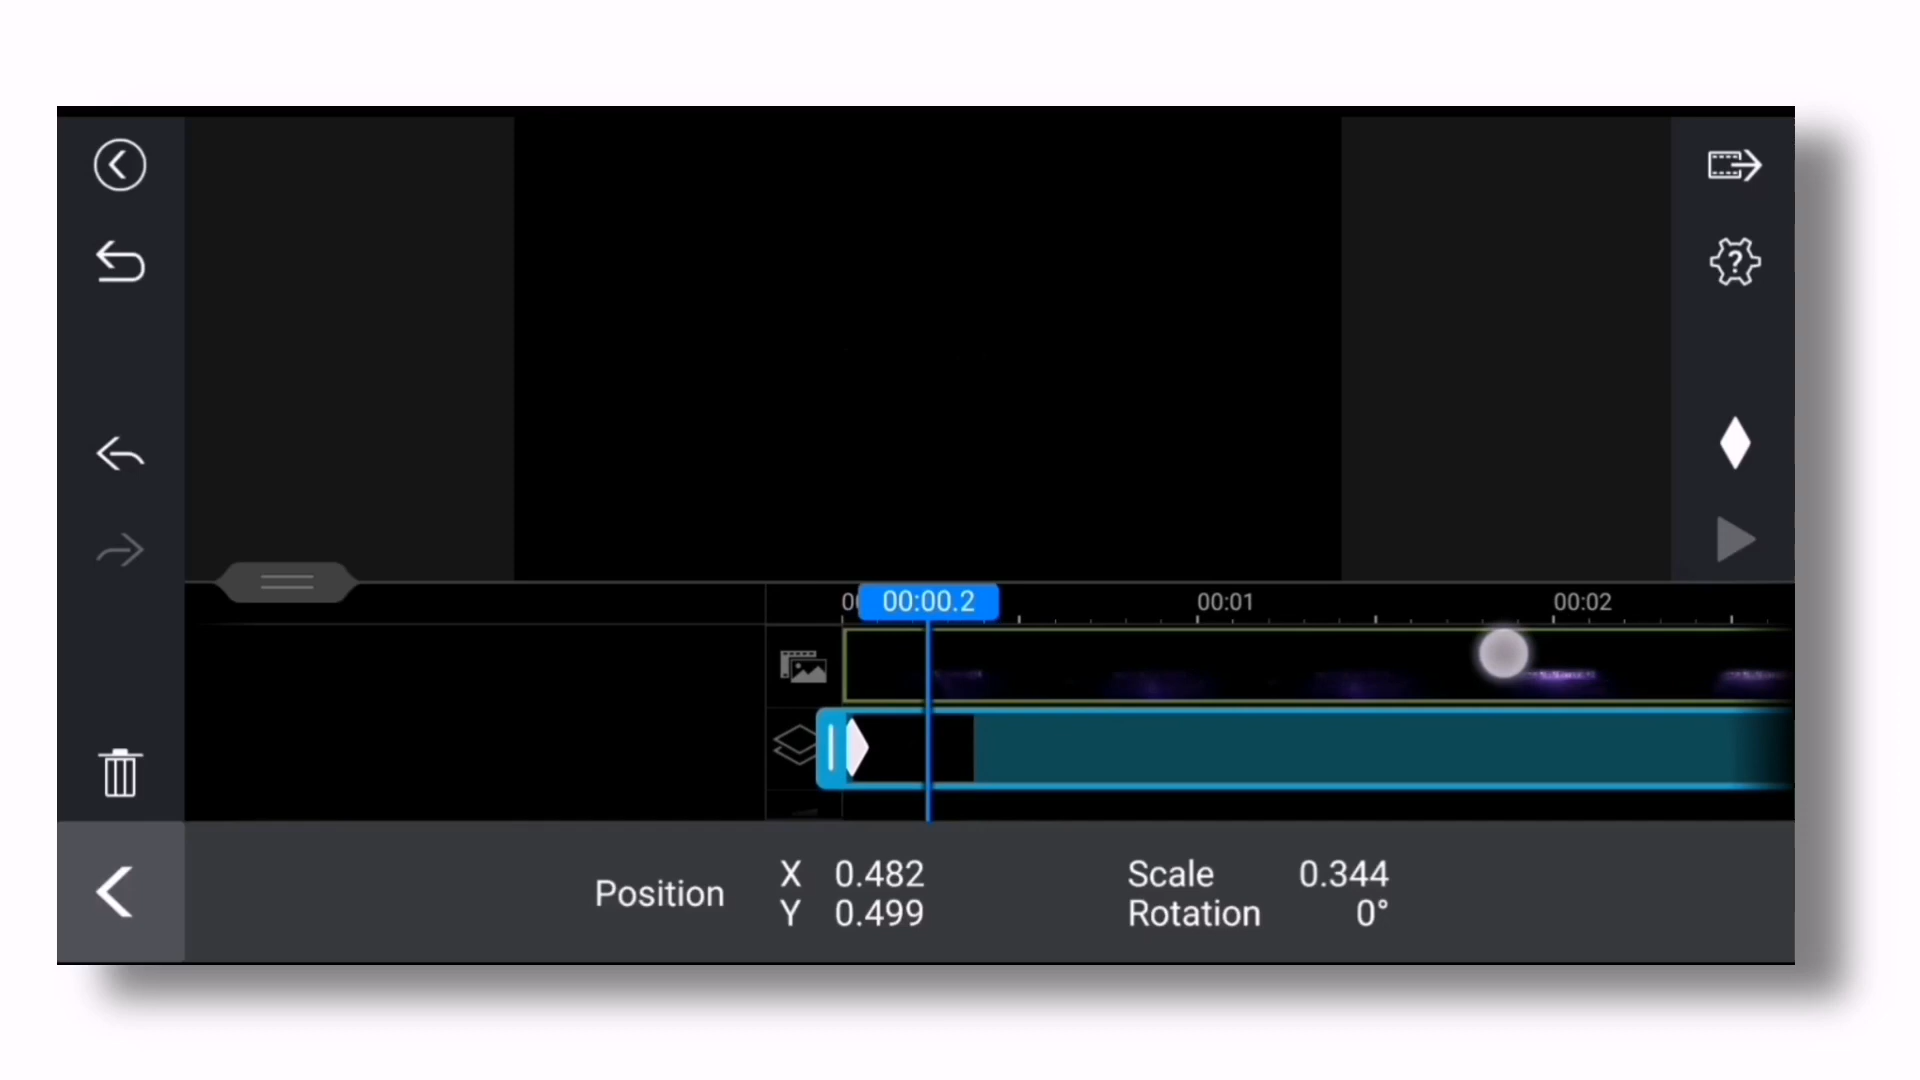 ?
00:00.2
00:01
00:02
Position
X 0.482
Y 0.499
Scale 0.344
Rotation 0°